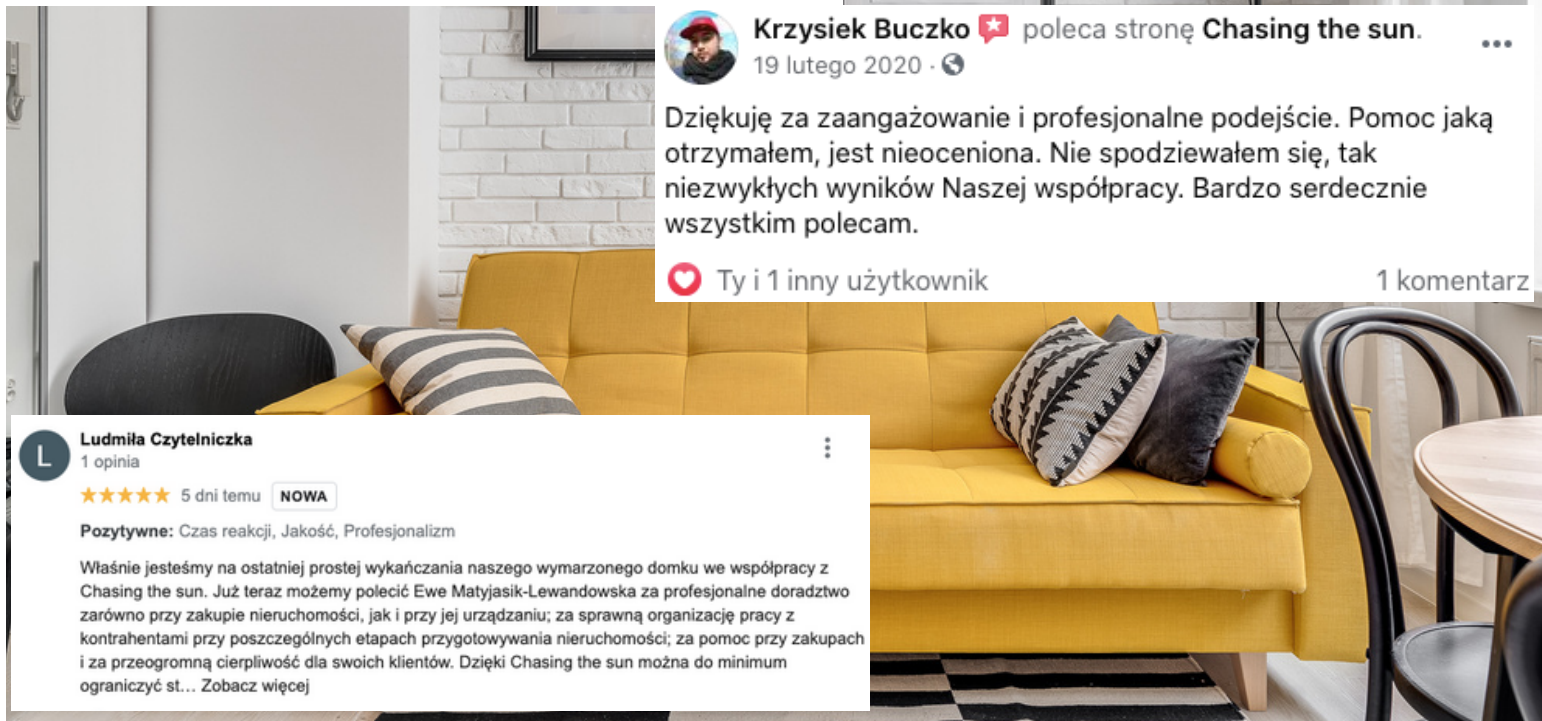 Krzysiek Buczko poleca stronę Chasing the sun.
19 lutego 2020 ·
Dziękuję za zaangażowanie i profesjonalne podejście. Pomoc jaką
otrzymałem, jest nieoceniona. Nie spodziewałem się, tak
niezwykłych wyników Naszej współpracy. Bardzo serdecznie
wszystkim polecam.
Ty i 1 inny użytkownik
1 komentarz
L
Ludmiła Czytelniczka
1 opinia
5 dni temu NOWA
Pozytywne: Czas reakcji, Jakość, Profesjonalizm
Właśnie jesteśmy na ostatniej prostej wykańczania naszego wymarzonego domku we współpracy z
Chasing the sun. Już teraz możemy polecić Ewe Matyjasik-Lewandowska za profesjonalne doradztwo
zarówno przy zakupie nieruchomości, jak i przy jej urządzaniu; za sprawną organizację pracy z
kontrahentami przy poszczególnych etapach przygotowywania nieruchomości; za pomoc przy zakupach
i za przeogromną cierpliwość dla swoich klientów. Dzięki Chasing the sun można do minimum
ograniczyć st... Zobacz więcej